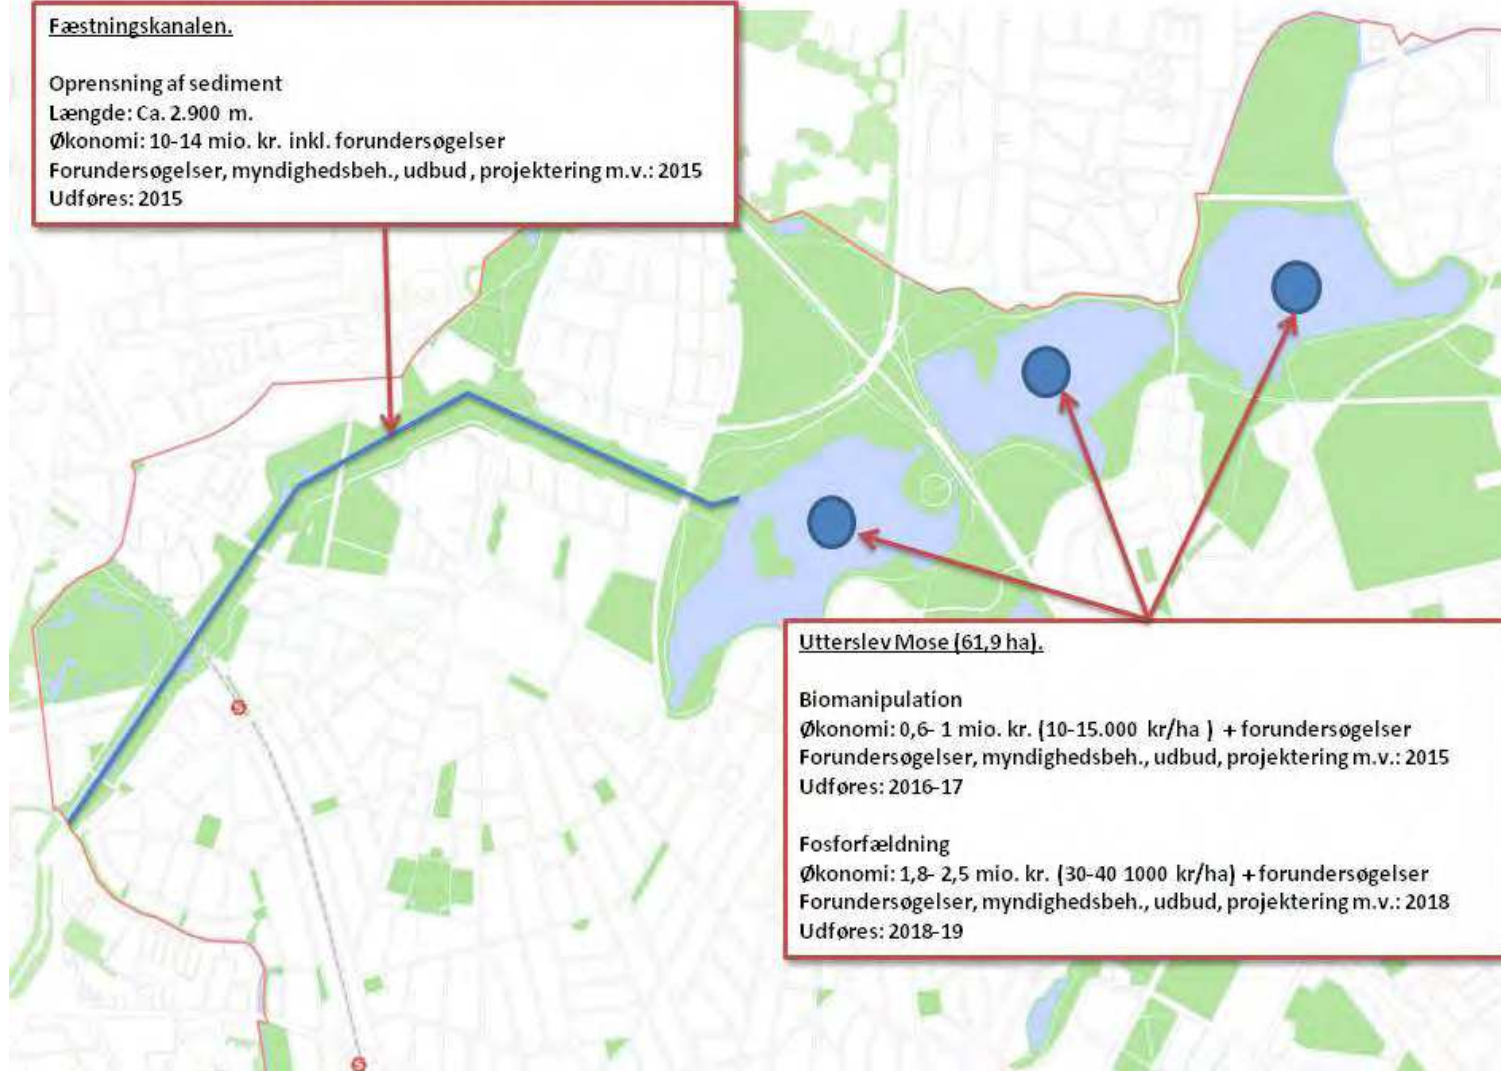 Fæstningskanalen.
Oprensning af sediment
Længde: Ca. 2.900 m.
Økonomi: 10-14 mio. kr. inkl. forundersøgelser
Forundersøgelser, myndighedsbeh., udbud, projektering m.v.: 2015
Udføres: 2015
Utterslev Mose (61,9 ha).
Biomanipulation
Økonomi: 0,6- 1 mio. kr. (10-15.000 kr/ha ) + forundersøgelser
Forundersøgelser, myndighedsbeh., udbud, projektering m.v.: 2015
Udføres: 2016-17
Fosforfældning
Økonomi: 1,8- 2,5 mio. kr. (30-40 1000 kr/ha) + forundersøgelser
Forundersøgelser, myndighedsbeh., udbud, projektering m.v.: 2018
Udføres: 2018-19
S
S